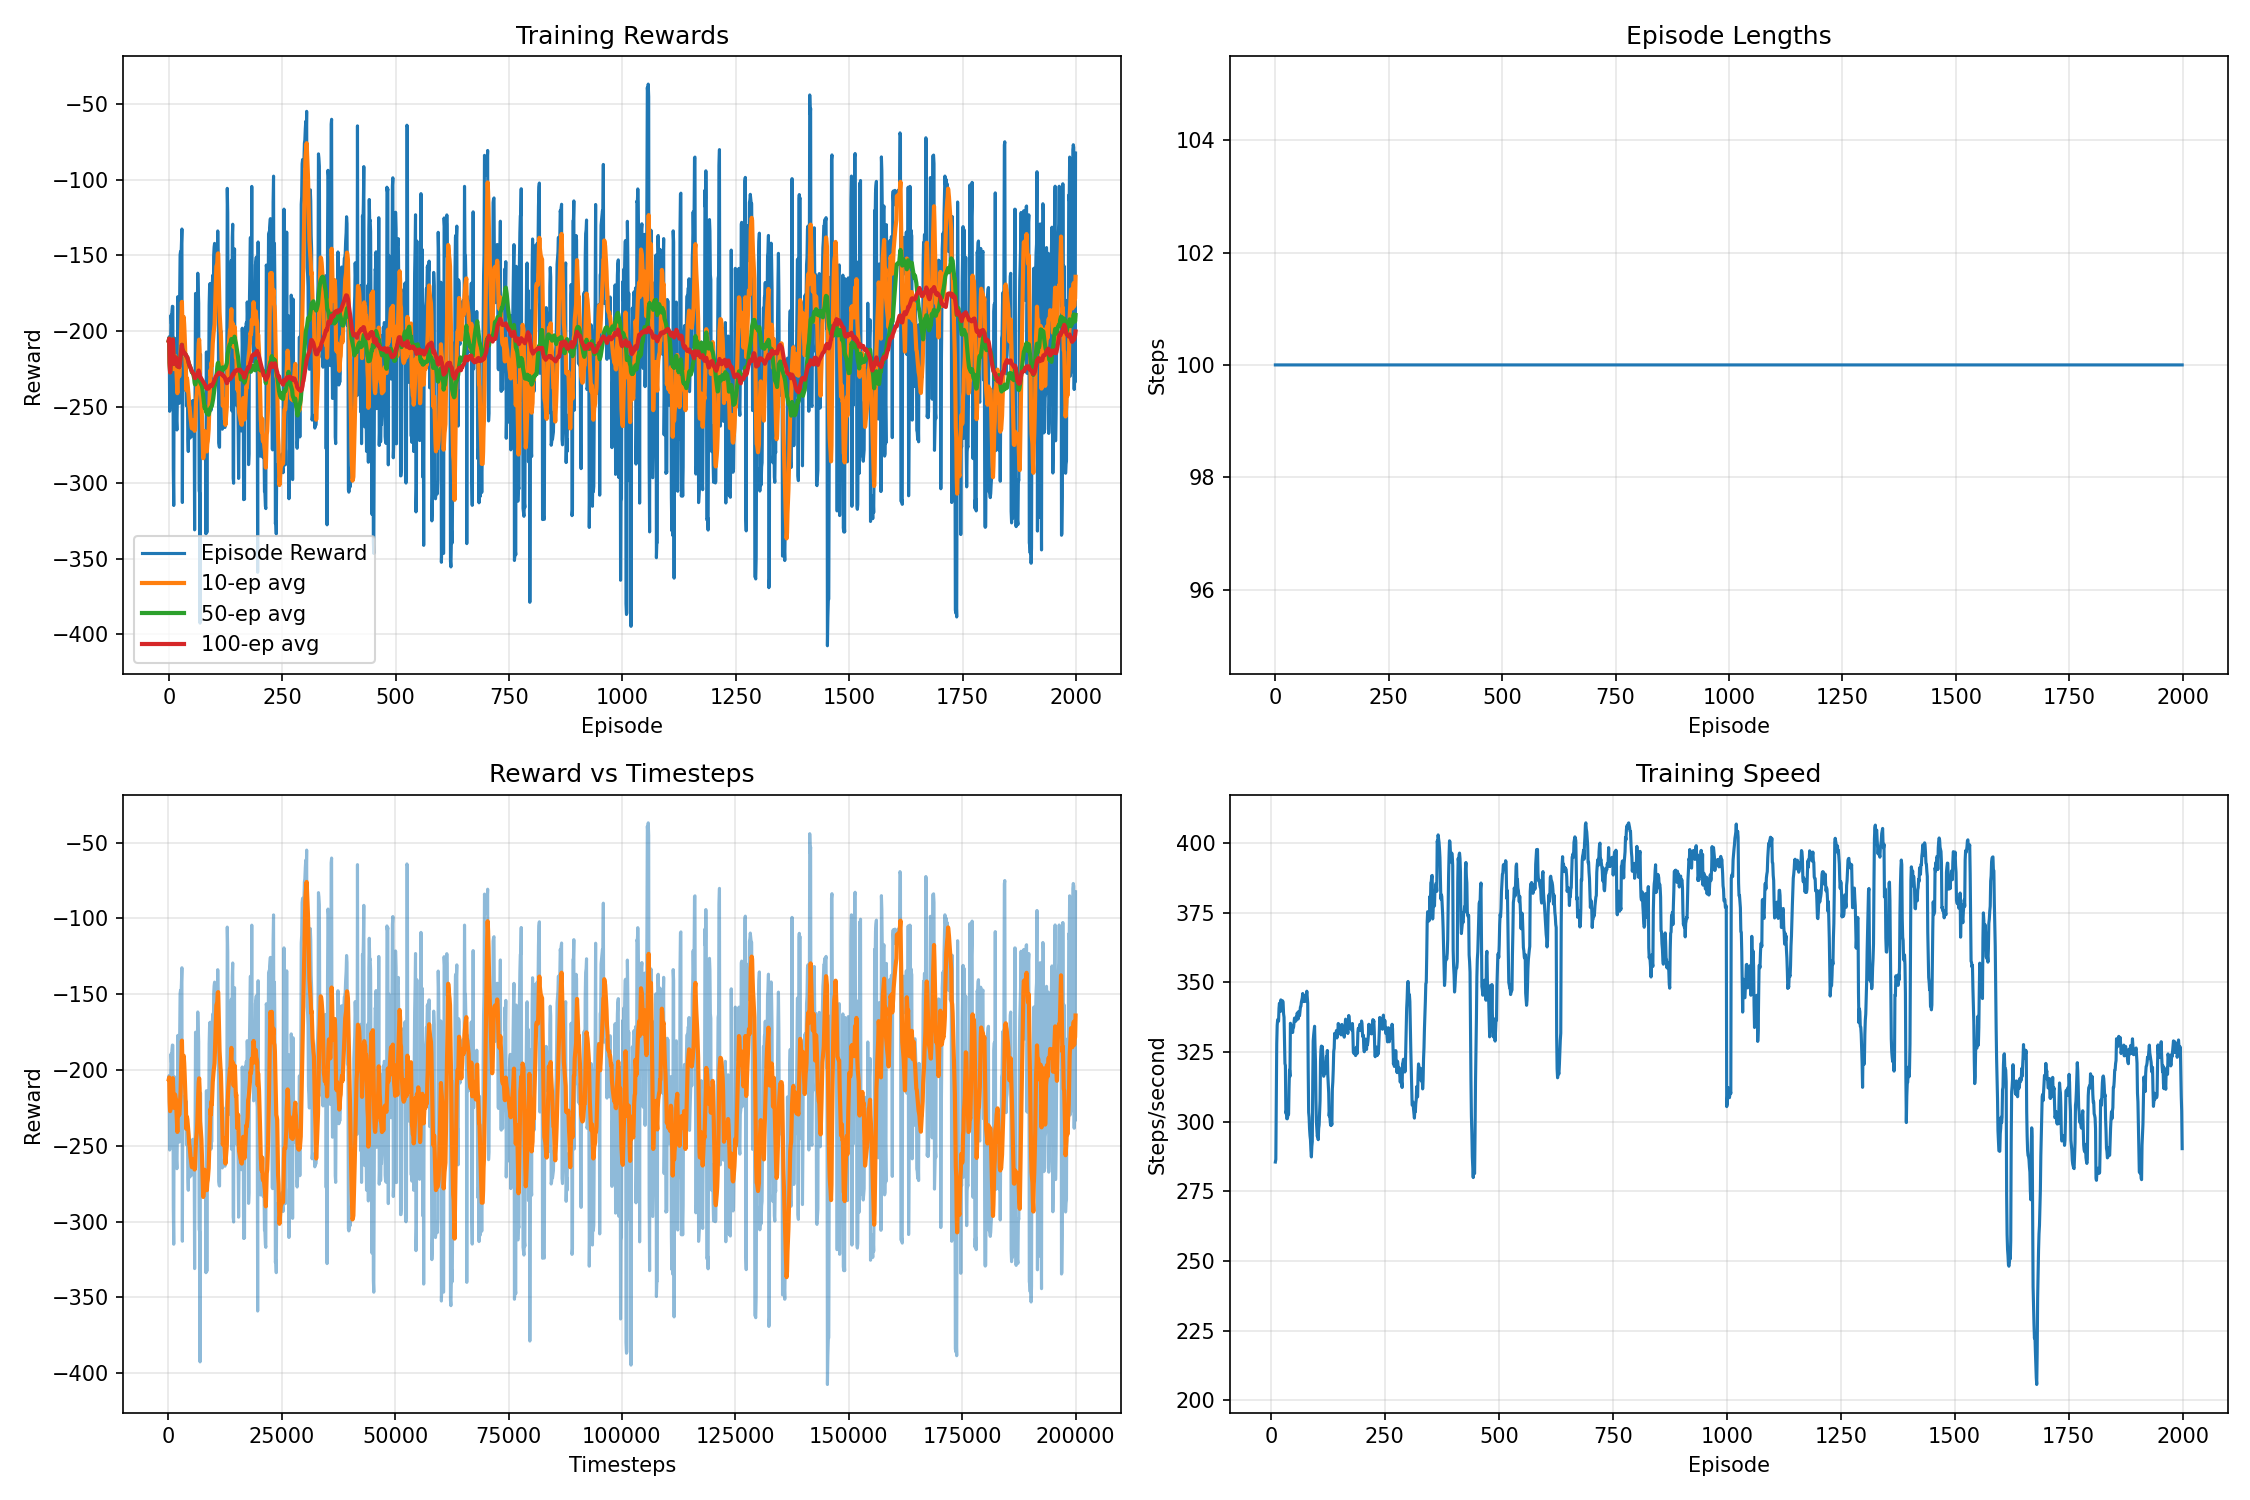 Training Rewards
Reward
−50
−100
−150
−200
−250
−300
−350
−400
Episode Reward
10-ep avg
50-ep avg
100-ep avg
0 250 500 750 1000 1250 1500 1750 2000
Episode
Episode Lengths
Steps
104
102
100
98
96
0 250 500 750 1000 1250 1500 1750 2000
Episode
Reward vs Timesteps
Reward
−50
−100
−150
−200
−250
−300
−350
−400
0 25000 50000 75000 100000 125000 150000 175000 200000
Timesteps
Training Speed
Steps/second
400
375
350
325
300
275
250
225
200
0 250 500 750 1000 1250 1500 1750 2000
Episode